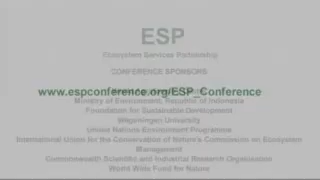 ESP
Ecosystem Services Partnership
CONFERENCE SPONSORS
www.espconference.org/ESP_Conference
Ministry of Environment, Republic of Indonesia
Foundation for Sustainable Development
Wageningen University
United Nations Environment Programme
International Union for the Conservation of Nature's Commission on Ecosystem
Management
Commonwealth Scientific and Industrial Research Organisation
World Wide Fund for Nature